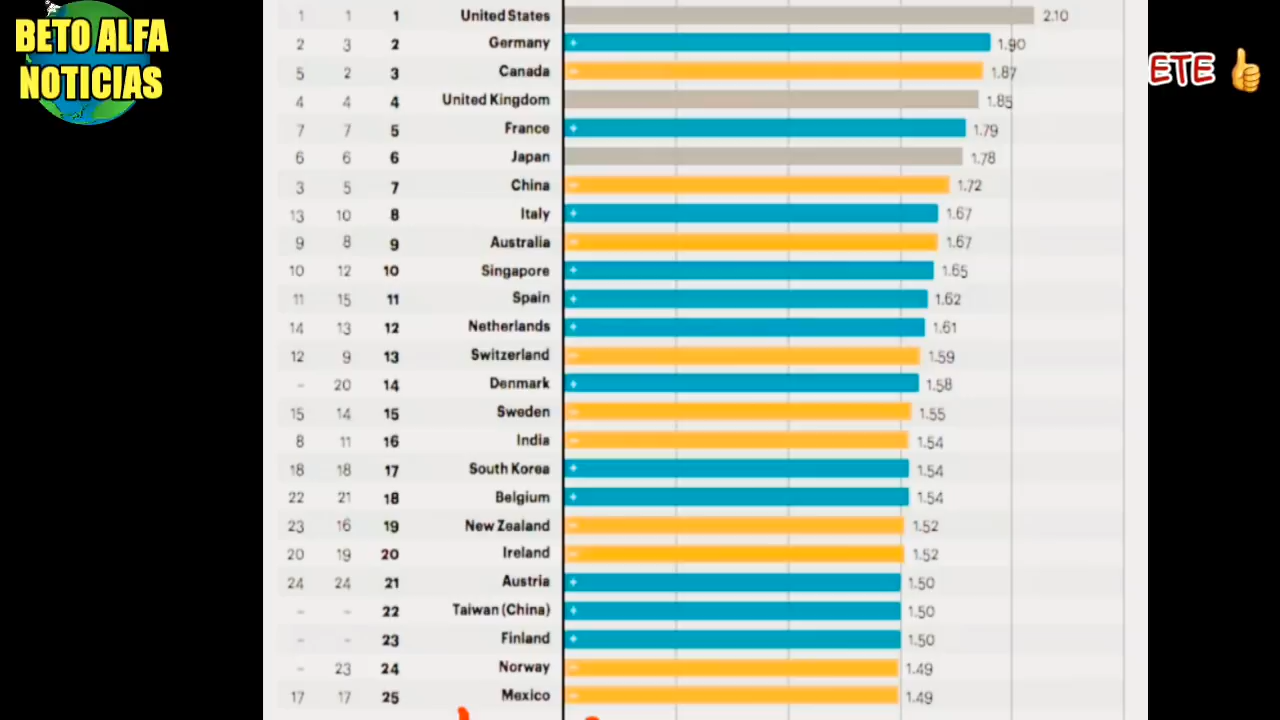 BETO ALFA
NOTICIAS
ETE
1 1 1 United States 2.10
2 3 2 Germany + 1.90
5 2 3 Canada – 1.87
4 4 4 United Kingdom 1.85
7 7 5 France + 1.79
6 6 6 Japan 1.78
3 5 7 China – 1.72
13 10 8 Italy + 1.67
9 8 9 Australia – 1.67
10 12 10 Singapore + 1.65
11 15 11 Spain + 1.62
14 13 12 Netherlands + 1.61
12 9 13 Switzerland – 1.59
– 20 14 Denmark + 1.58
15 14 15 Sweden – 1.55
8 11 16 India – 1.54
18 18 17 South Korea + 1.54
22 21 18 Belgium + 1.54
23 16 19 New Zealand – 1.52
20 19 20 Ireland – 1.52
24 24 21 Austria + 1.50
– – 22 Taiwan (China) + 1.50
– – 23 Finland + 1.50
– 23 24 Norway – 1.49
17 17 25 Mexico – 1.49